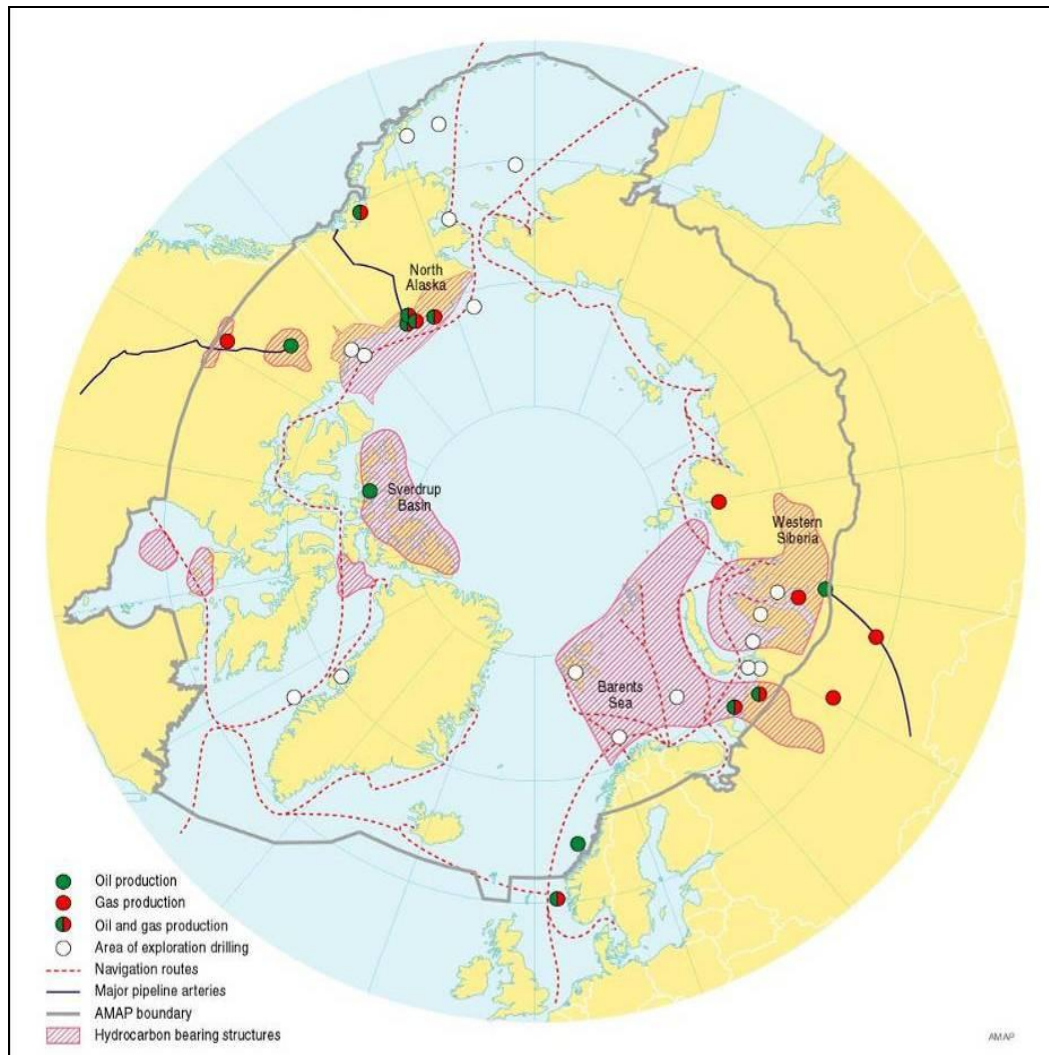 North
Alaska
Sverdrup
Basin
Western
Siberia
Barents
Sea
Oil production
Gas production
Oil and gas production
Area of exploration drilling
Navigation routes
Major pipeline arteries
AMAP boundary
Hydrocarbon bearing structures
AMAP